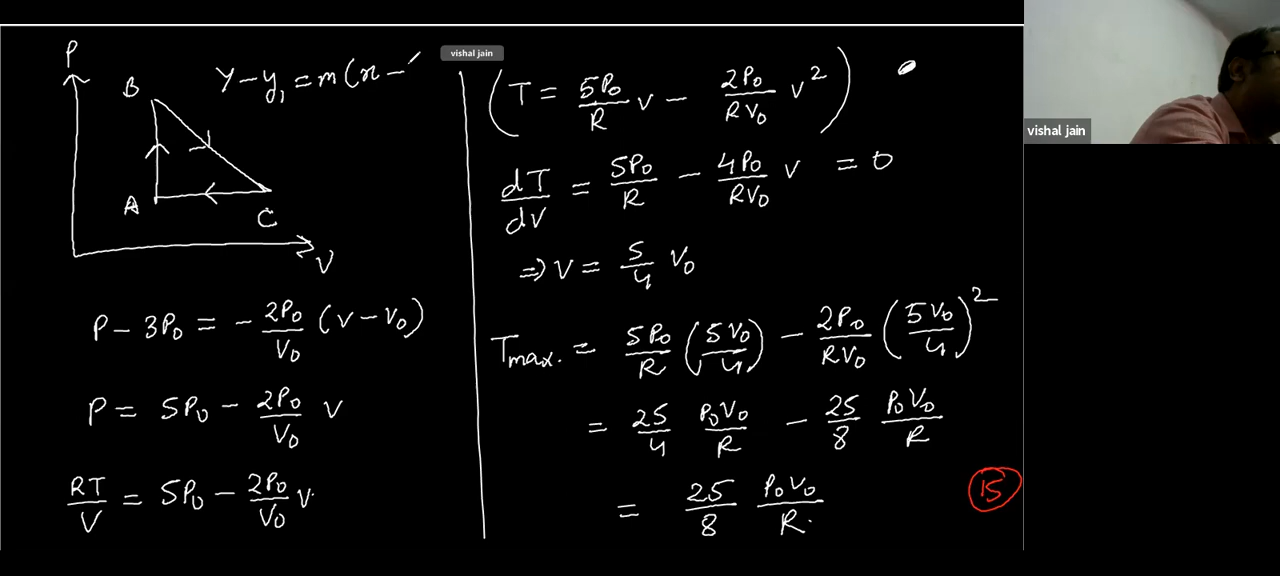 P
B
Y - y₁ = m(x -
A
C
V
P - 3P₀ = - 2P₀/V₀ (V - V₀)
P = 5P₀ - 2P₀/V₀ V
RT/V = 5P₀ - 2P₀/V₀ V
vishal jain
(T = 5P₀/R V - 2P₀/RV₀ V²)
dT/dV = 5P₀/R - 4P₀/RV₀ V = 0
⇒ V = 5/4 V₀
Tmax. = 5P₀/R (5V₀/4) - 2P₀/RV₀ (5V₀/4)²
= 25/4 P₀V₀/R - 25/8 P₀V₀/R
= 25/8 P₀V₀/R.
15
vishal jain